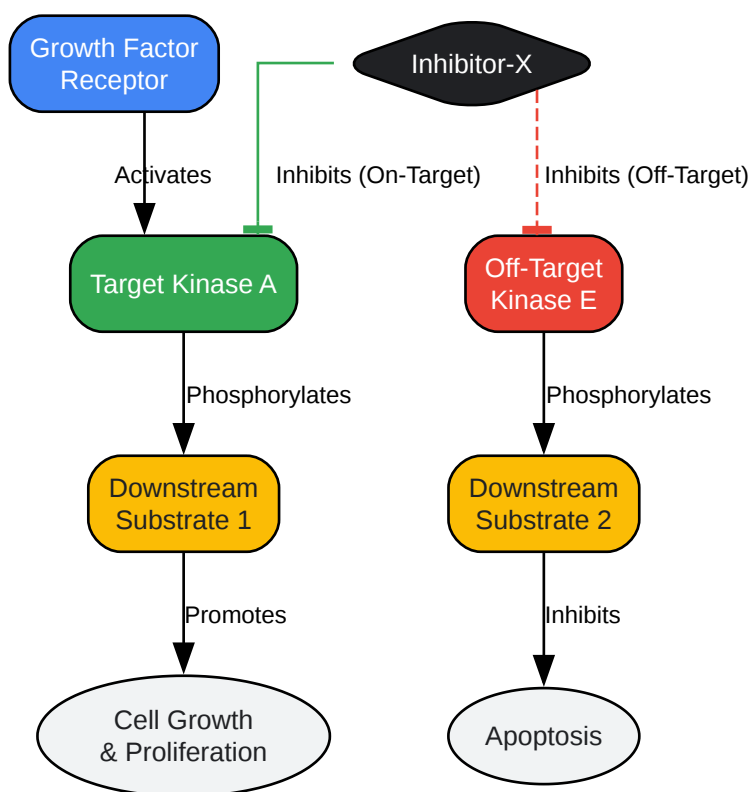 Growth Factor
Receptor
Inhibitor-X
Activates
Inhibits (On-Target)
Inhibits (Off-Target)
Target Kinase A
Off-Target
Kinase E
Phosphorylates
Phosphorylates
Downstream
Substrate 1
Downstream
Substrate 2
Promotes
Inhibits
Cell Growth
& Proliferation
Apoptosis